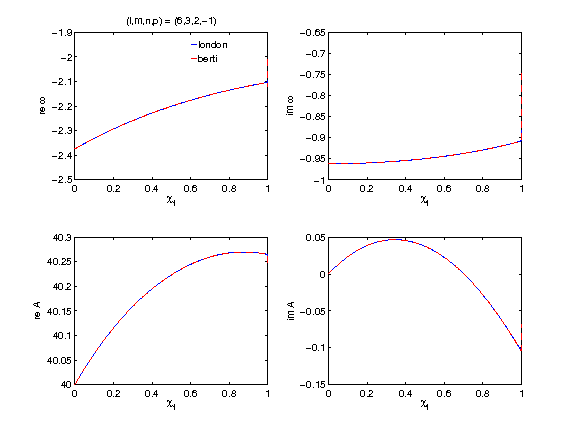 (l,m,n,p) = (6,3,2,−1)
−1.9
−2
−2.1
−2.2
−2.3
−2.4
−2.5
re ω
0 0.2 0.4 0.6 0.8 1
χf
london
berti
−0.65
−0.7
−0.75
−0.8
−0.85
−0.9
−0.95
−1
im ω
0 0.2 0.4 0.6 0.8 1
χf
40.3
40.25
40.2
40.15
40.1
40.05
40
re A
0 0.2 0.4 0.6 0.8 1
χf
0.05
0
−0.05
−0.1
−0.15
im A
0 0.2 0.4 0.6 0.8 1
χf